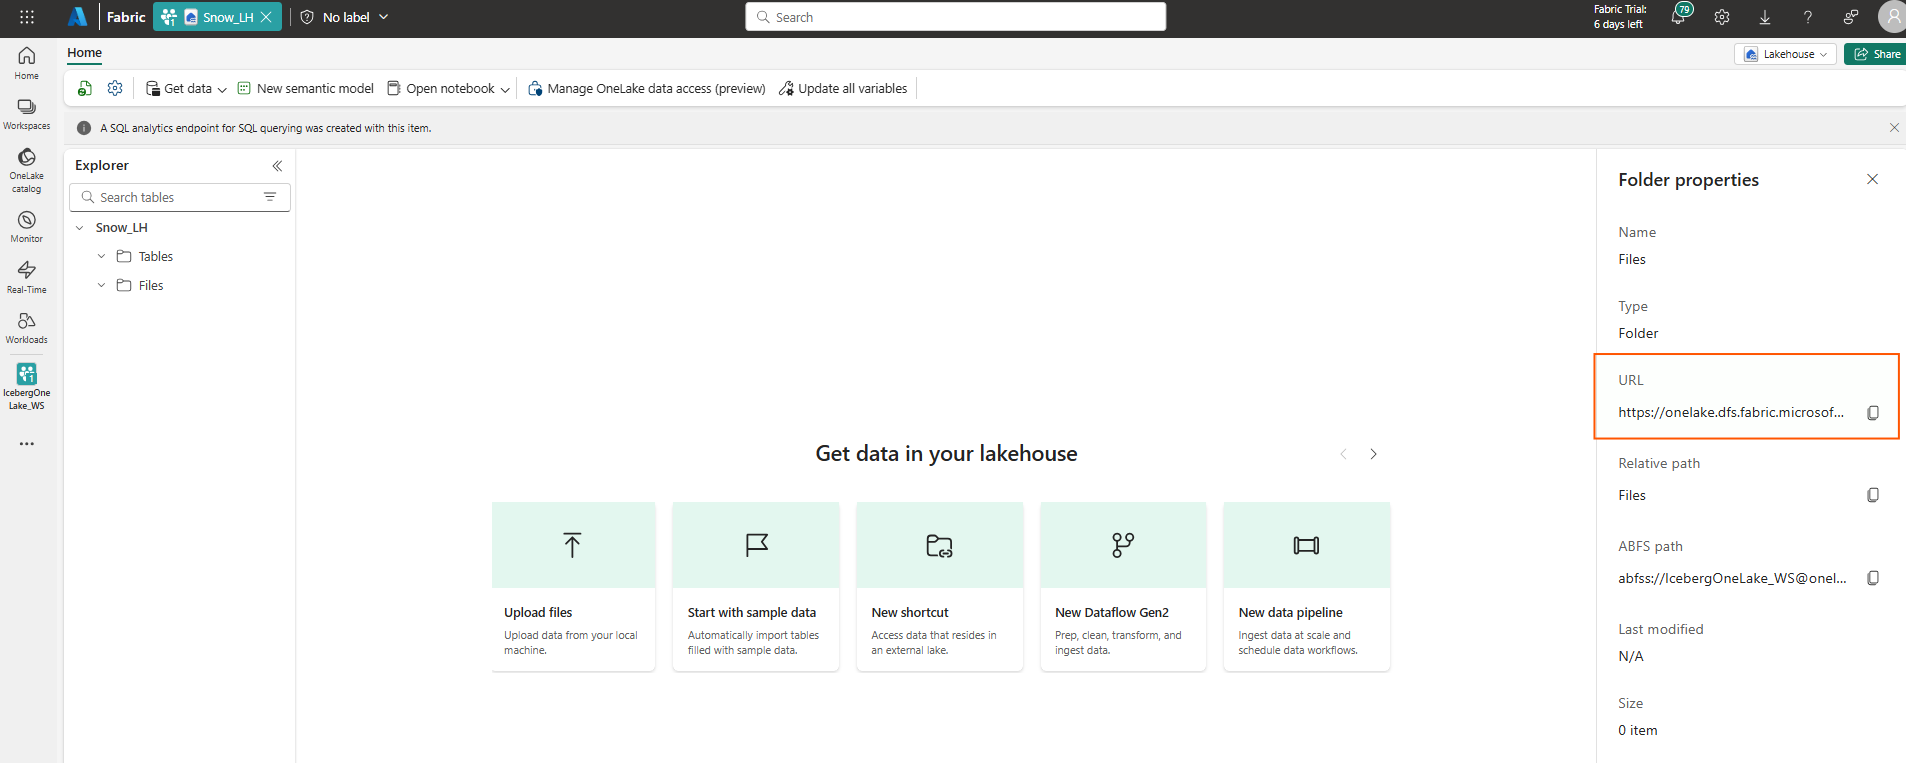 Fabric
Snow_LH
No label
Search
Fabric Trial:
6 days left
79
?
Home
Workspaces
OneLake
catalog
Monitor
Real-Time
Workloads
1
IcebergOne
Lake_WS
Home
Lakehouse
Share
Get data
New semantic model
Open notebook
Manage OneLake data access (preview)
Update all variables
A SQL analytics endpoint for SQL querying was created with this item.
Explorer
Search tables
Snow_LH
Tables
Files
Get data in your lakehouse
Upload files
Upload data from your local
machine.
Start with sample data
Automatically import tables
filled with sample data.
New shortcut
Access data that resides in
an external lake.
New Dataflow Gen2
Prep, clean, transform, and
ingest data.
New data pipeline
Ingest data at scale and
schedule data workflows.
Folder properties
Name
Files
Type
Folder
URL
https://onelake.dfs.fabric.microsof...
Relative path
Files
ABFS path
abfss://IcebergOneLake_WS@onel...
Last modified
N/A
Size
0 item